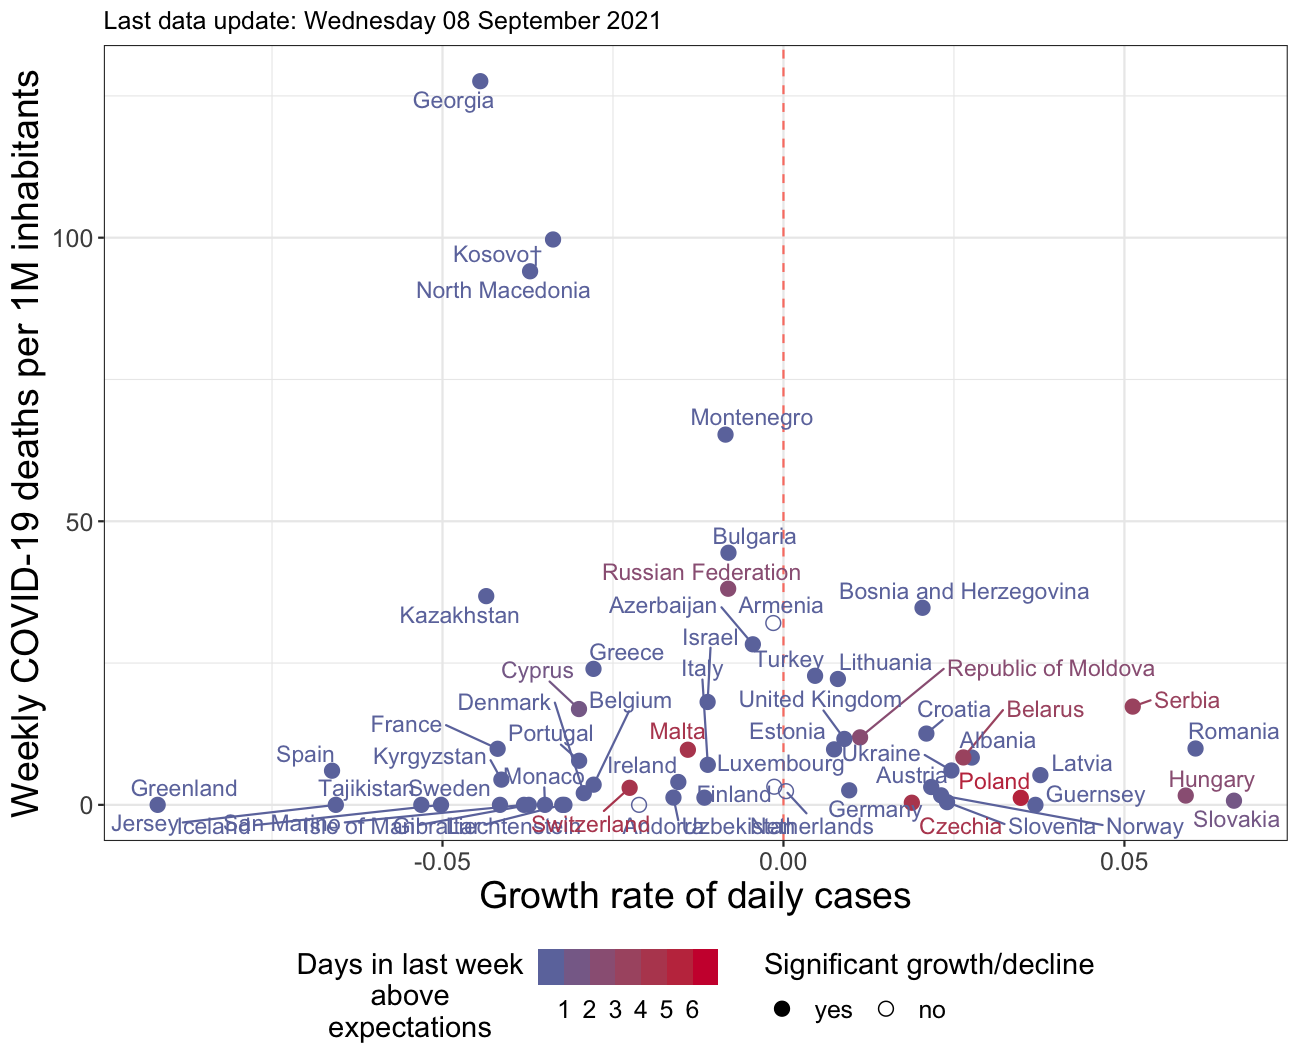 Last data update: Wednesday 08 September 2021
Weekly COVID-19 deaths per 1M inhabitants
Georgia
100
Kosovo†
North Macedonia
Montenegro
50
Bulgaria
Russian Federation
Kazakhstan
Azerbaijan
Armenia
Bosnia and Herzegovina
Israel
Greece
Italy
Turkey
Lithuania
Cyprus
Republic of Moldova
Denmark
Belgium
United Kingdom
Croatia
Belarus
Serbia
France
Portugal
Malta
Estonia
Albania
Romania
Spain
Kyrgyzstan
Monaco
Ireland
Luxembourg
Ukraine
Austria
Poland
Latvia
Hungary
Greenland
Tajikistan
Sweden
Finland
Germany
Guernsey
Slovakia
0
Jersey
Iceland
San Marino
Isle of Man
Gibraltar
Liechtenstein
Switzerland
Andorra
Uzbekistan
Netherlands
Czechia
Slovenia
Norway
-0.05
0.00
0.05
Growth rate of daily cases
Days in last week
above
expectations
1 2 3 4 5 6
Significant growth/decline
yes
no